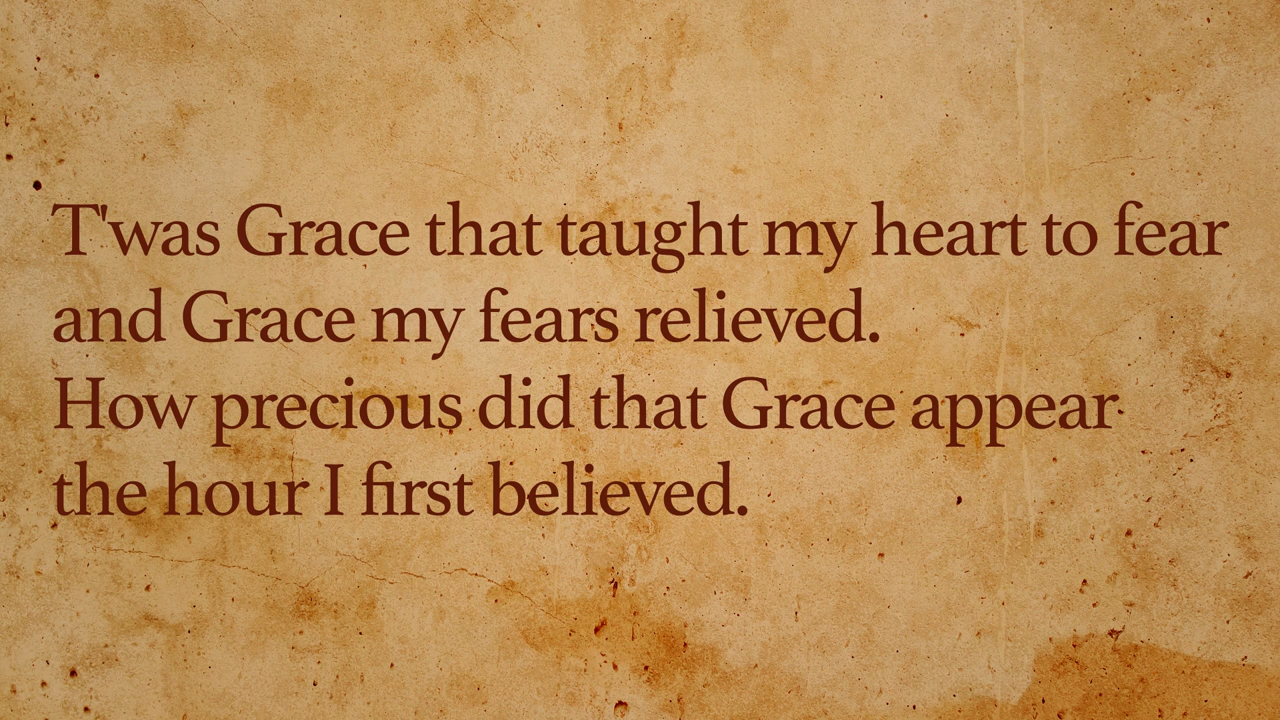 T'was Grace that taught my heart to fear
and Grace my fears relieved.
How precious did that Grace appear
the hour I first believed.